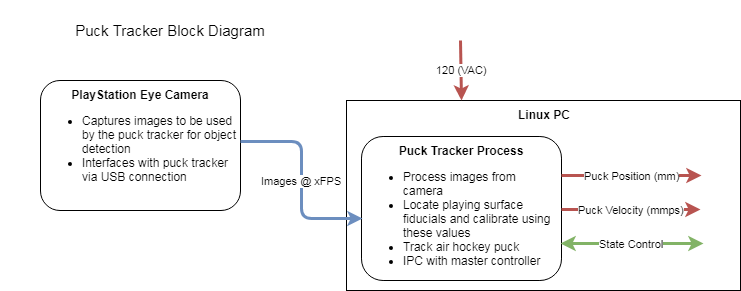 Puck Tracker Block Diagram
120 (VAC)
PlayStation Eye Camera
• Captures images to be used
by the puck tracker for object
detection
• Interfaces with puck tracker
via USB connection
Images @ xFPS
Linux PC
Puck Tracker Process
• Process images from
camera
• Locate playing surface
fiducials and calibrate using
these values
• Track air hockey puck
• IPC with master controller
Puck Position (mm)
Puck Velocity (mmps)
State Control